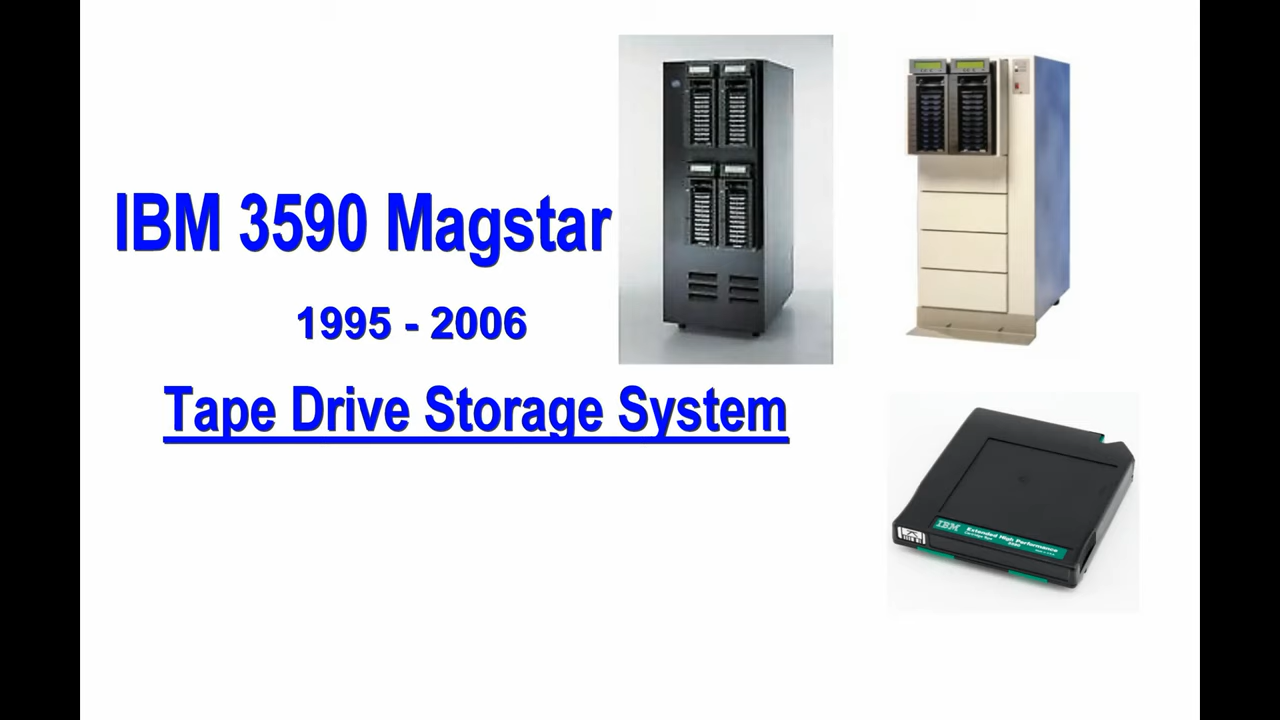 IBM 3590 Magstar
1995 - 2006
Tape Drive Storage System
IBM Extended High Performance